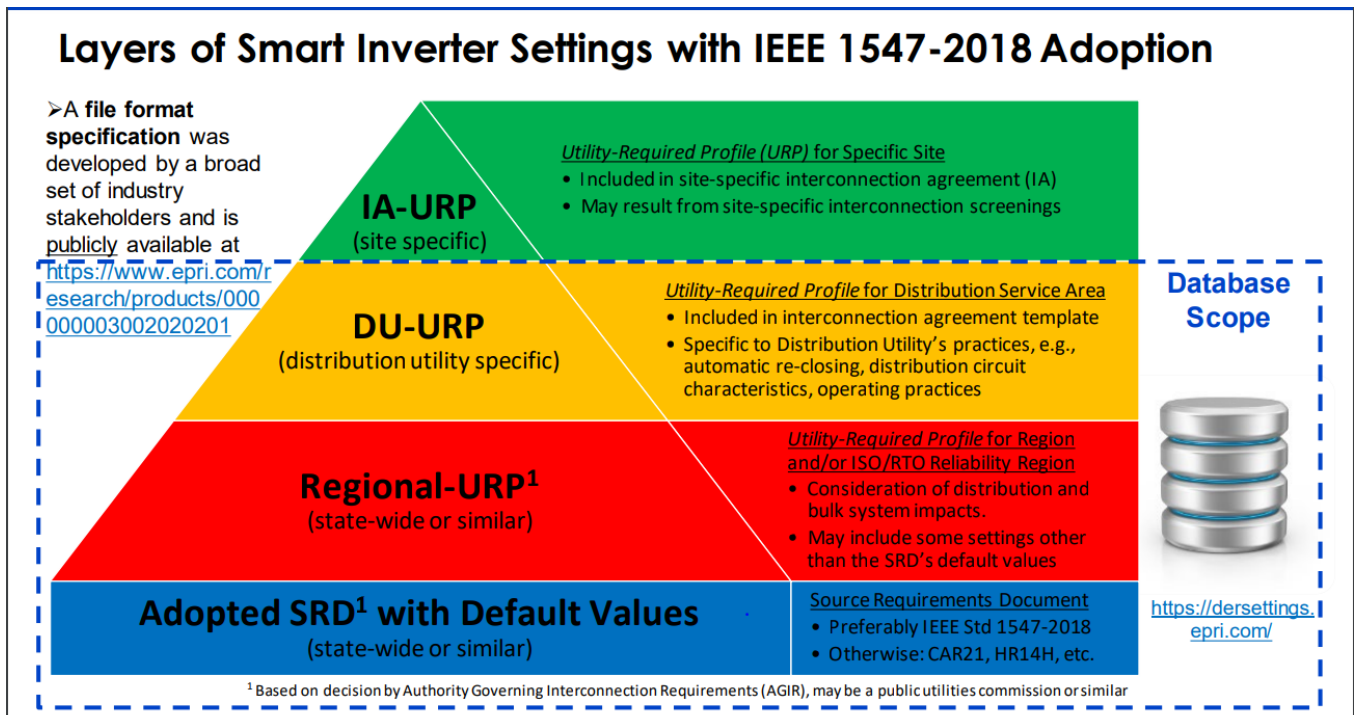 Layers of Smart Inverter Settings with IEEE 1547-2018 Adoption
➢A file format
specification was
developed by a broad
set of industry
stakeholders and is
publicly available at
https://www.epri.com/r
esearch/products/000
000003002020201
IA-URP
(site specific)
Utility-Required Profile (URP) for Specific Site
• Included in site-specific interconnection agreement (IA)
• May result from site-specific interconnection screenings
DU-URP
(distribution utility specific)
Utility-Required Profile for Distribution Service Area
• Included in interconnection agreement template
• Specific to Distribution Utility's practices, e.g.,
automatic re-closing, distribution circuit
characteristics, operating practices
Regional-URP¹
(state-wide or similar)
Utility-Required Profile for Region
and/or ISO/RTO Reliability Region
• Consideration of distribution and
bulk system impacts.
• May include some settings other
than the SRD's default values
Adopted SRD¹ with Default Values
(state-wide or similar)
Source Requirements Document
• Preferably IEEE Std 1547-2018
• Otherwise: CAR21, HR14H, etc.
Database
Scope
https://dersettings.
epri.com/
¹ Based on decision by Authority Governing Interconnection Requirements (AGIR), may be a public utilities commission or similar